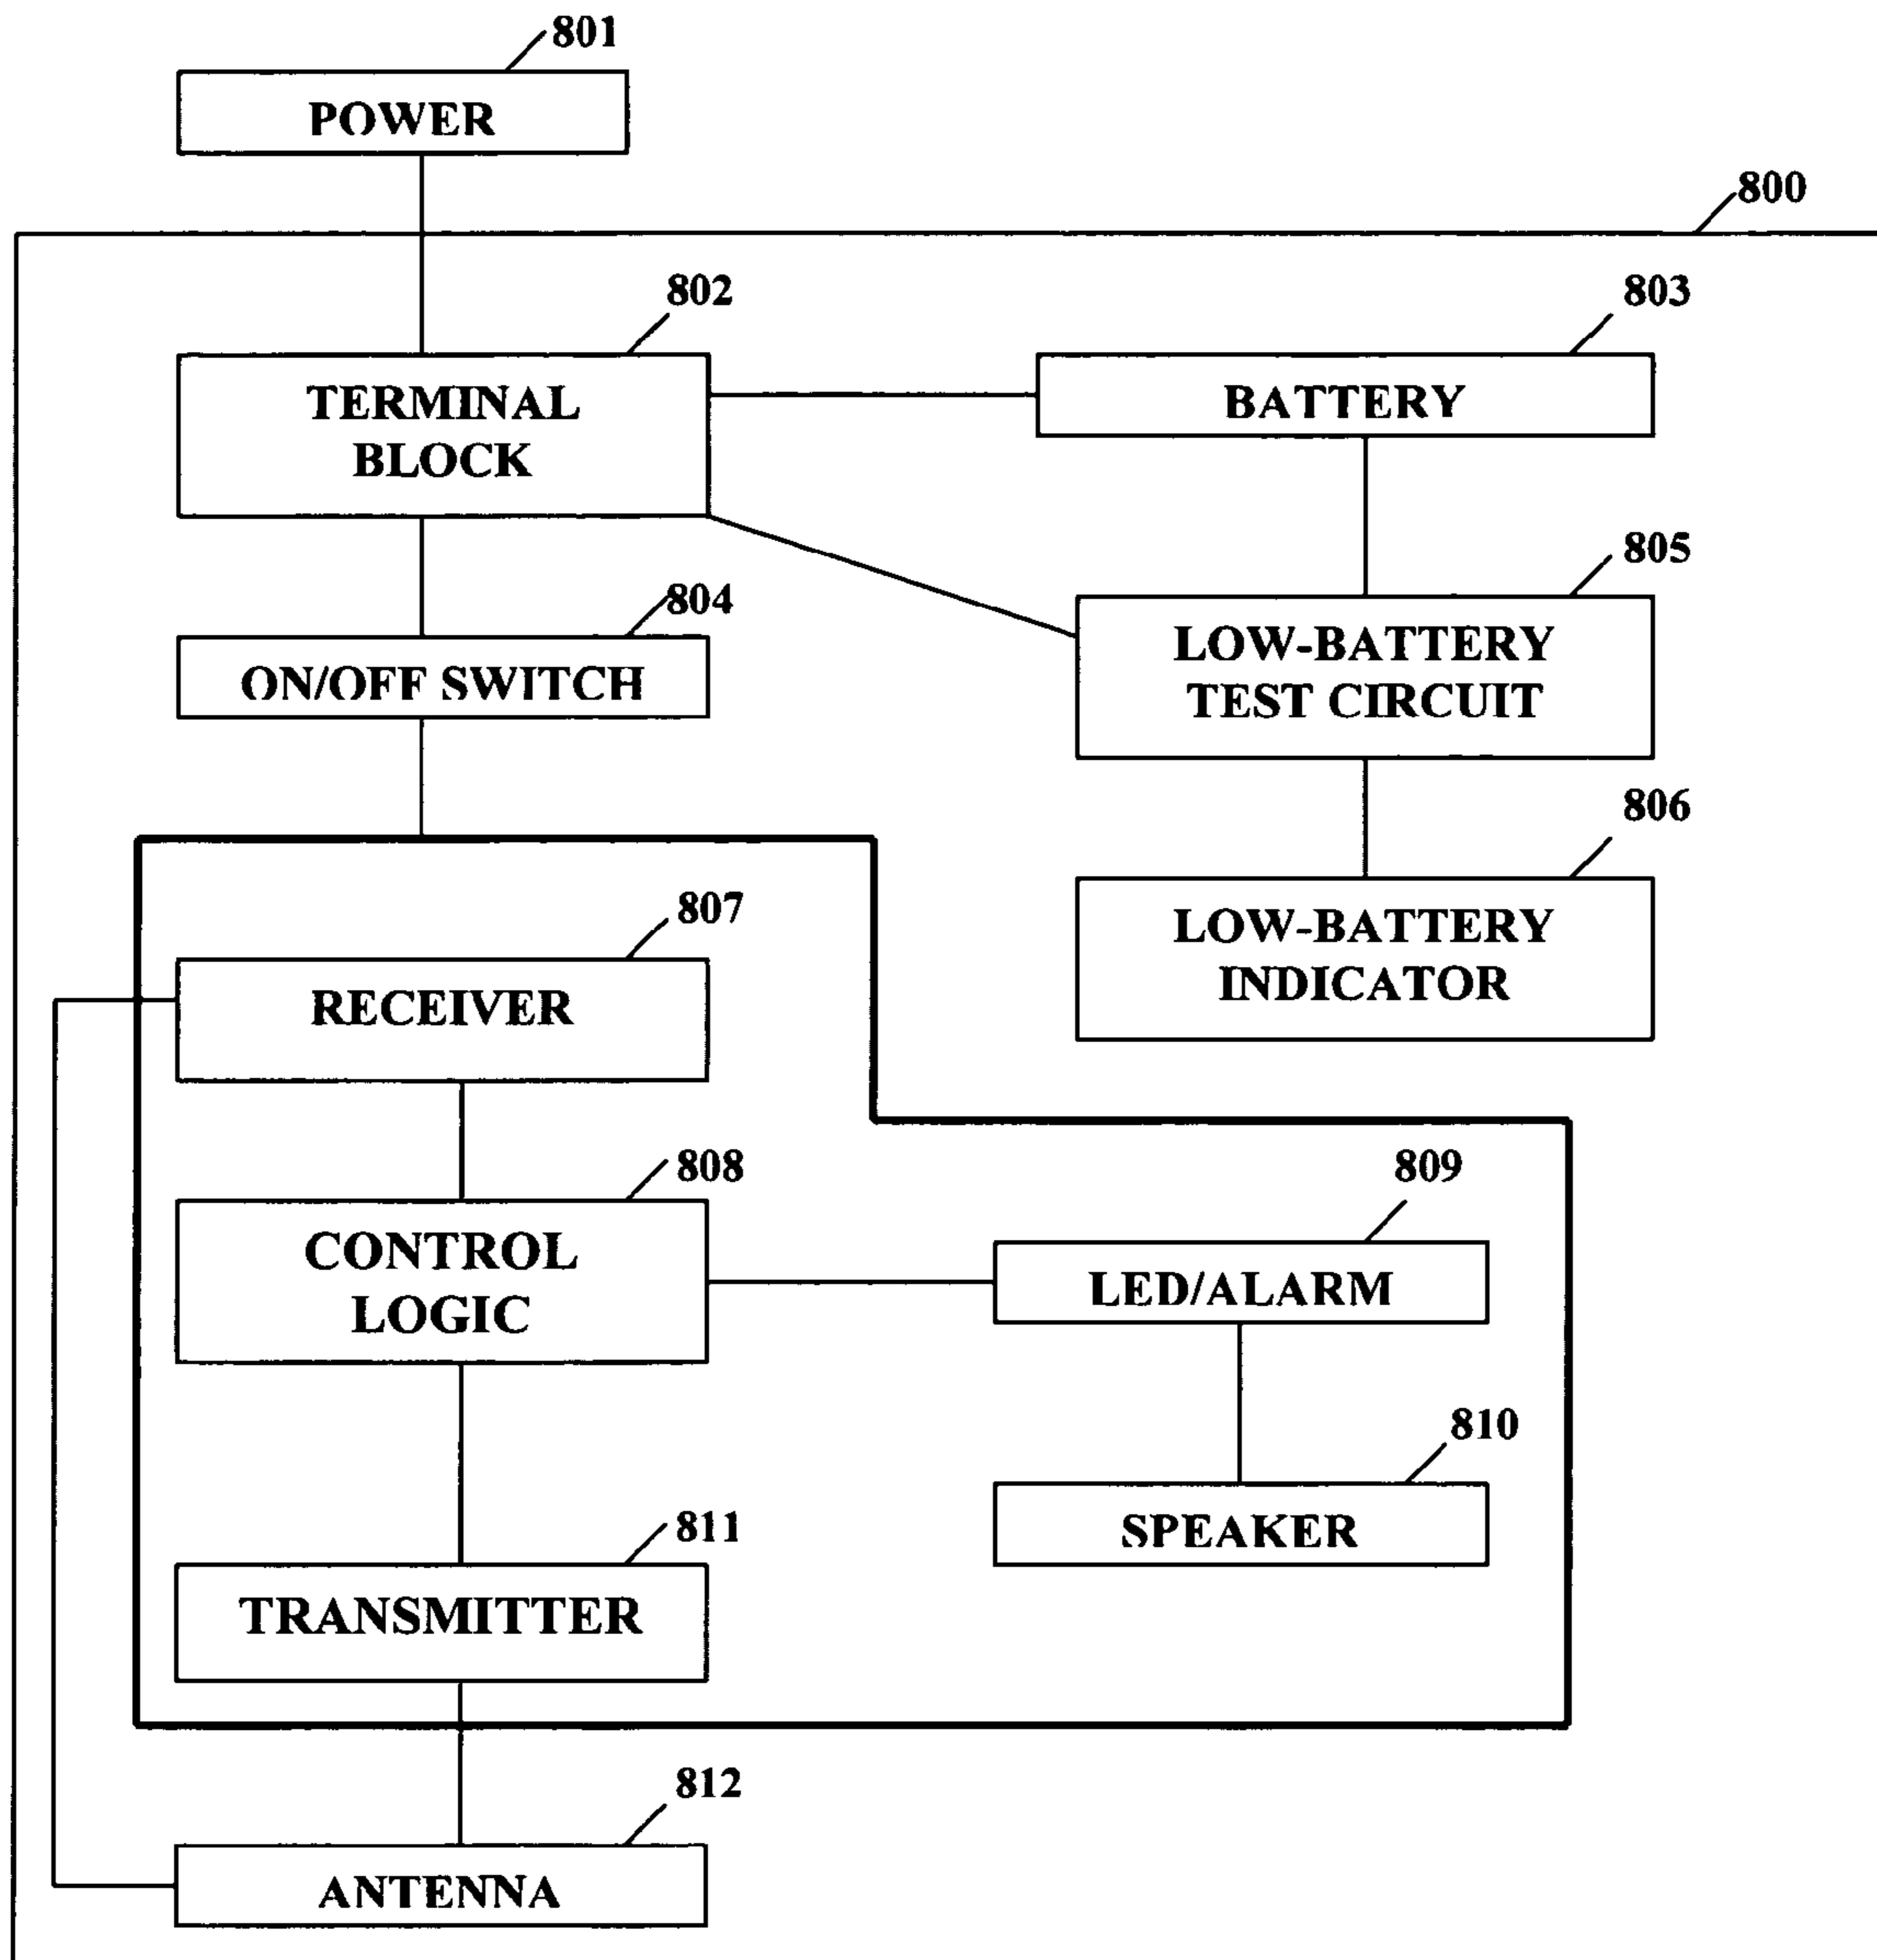 801
POWER
800
802
803
TERMINAL
BLOCK
BATTERY
805
804
LOW-BATTERY
TEST CIRCUIT
ON/OFF SWITCH
806
807
LOW-BATTERY
INDICATOR
RECEIVER
808
809
CONTROL
LOGIC
LED/ALARM
810
811
SPEAKER
TRANSMITTER
812
ANTENNA